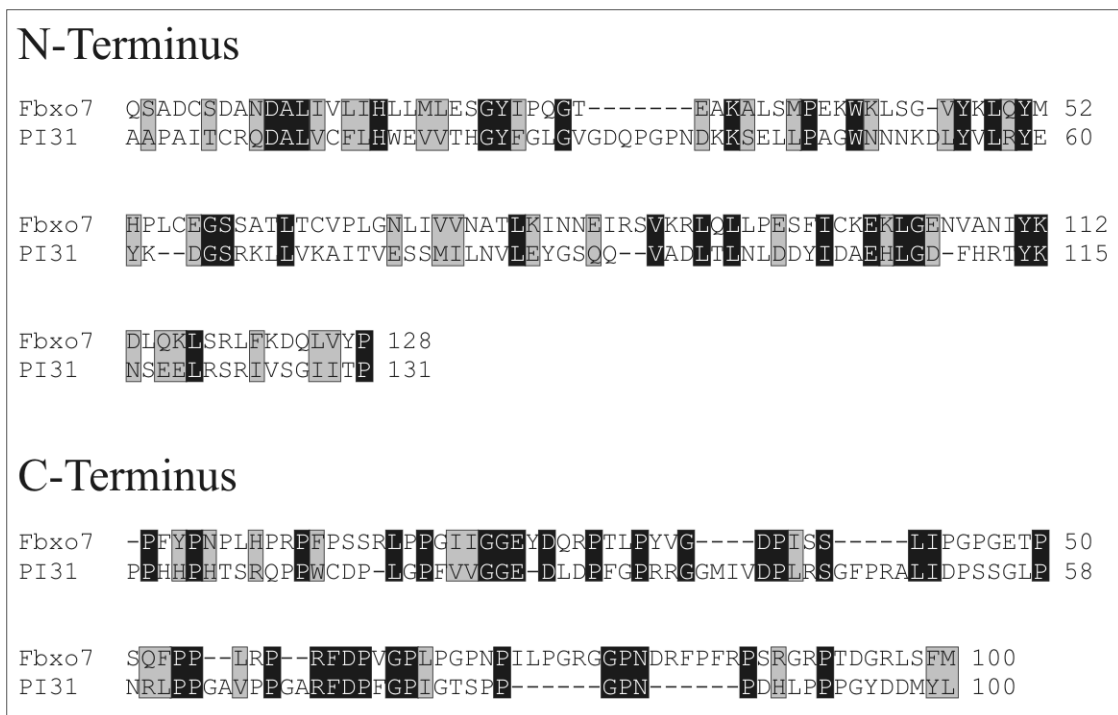 N-Terminus
Fbxo7 QSADCSDANDALIVLIHLLMLESGYIPQGT-------EAKALSMPEKWKLSG-VYKLQYM 52
PI31 AAPAITCRQDALVCFLHWEVVTHGYFGLGVGDQPGPNDKKSELLPAGWNNNKDLYVLRYE 60
Fbxo7 HPLCEGSSATLTCVPLGNLIVVNATLKINNEIRSVKRLQLLPESFICKEKLGENVANIYK 112
PI31 YK--DGSRKLLVKAITVESSMILNVLEYGSQQ--VADLTLNLDDYIDAEHLGD-FHRTYK 115
Fbxo7 DLQKLSRLFKDQLVYP 128
PI31 NSEELRSRIVSGIITP 131
C-Terminus
Fbxo7 -PFYPNPLHPRPFPSSRLPPGIIGGEYDQRPTLPYVG----DPISS-----LIPGPGETP 50
PI31 PPHHPHTSRQPPWCDP-LGPFVVGGE-DLDPFGPRRGGMIVDPLRSGFPRALIDPSSGLP 58
Fbxo7 SQFPP--LRP--RFDPVGPLPGPNPILPGRGGPNDRFPFRPSRGRPTDGRLSFM 100
PI31 NRLPPGAVPPGARFDPFGPIGTSPP------GPN------PDHLPPPGYDDMYL 100